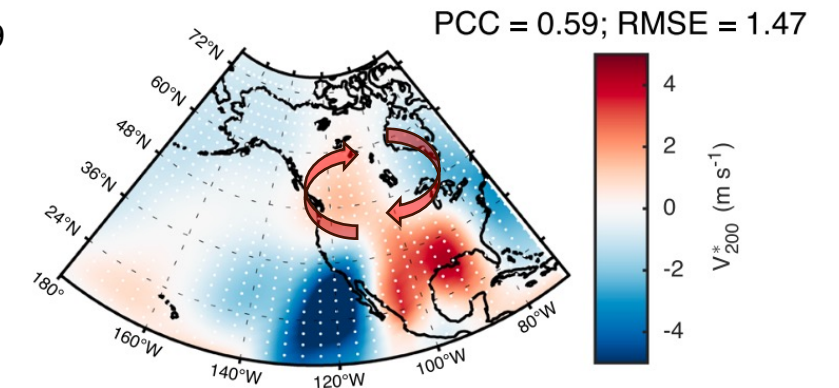 PCC = 0.59; RMSE = 1.47
72°N
60°N
48°N
36°N
24°N
180°
160°W
140°W
120°W
100°W
80°W
4
2
0
-2
-4
V*200 (m s-1)